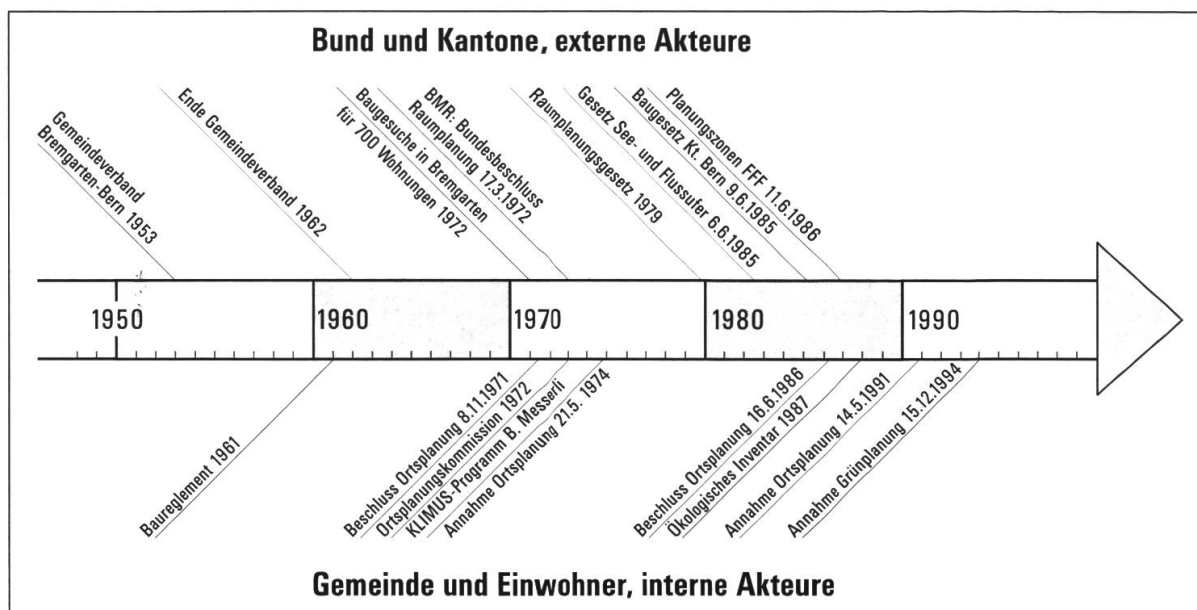 Bund und Kantone, externe Akteure
Gemeindeverband
Bremgarten-Bern 1953
Ende Gemeindeverband 1962
Baugesuche in Bremgarten
für 700 Wohnungen 1972
BMR: Bundesbeschluss
Raumplanung 17.3.1972
Raumplanungsgesetz 1979
Gesetz See- und Flussufer 6.6.1985
Baugesetz Kt. Bern 9.6.1985
Planungszonen FFF 11.6.1986
1950
1960
1970
1980
1990
Baureglement 1961
Beschluss Ortsplanung 8.11.1971
Ortsplanungskommission 1972
KLIMUS-Programm B. Messerli
Annahme Ortsplanung 21.5. 1974
Beschluss Ortsplanung 16.6.1986
Ökologisches Inventar 1987
Annahme Ortsplanung 14.5.1991
Annahme Grünplanung 15.12.1994
Gemeinde und Einwohner, interne Akteure